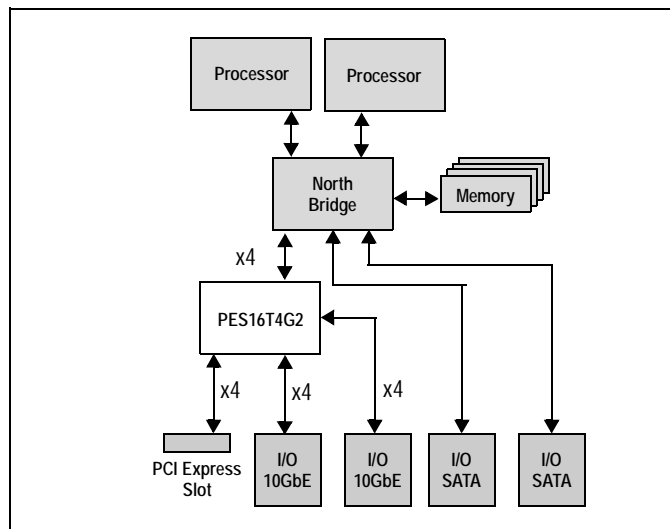 Processor
Processor
North
Bridge
Memory
x4
PES16T4G2
x4
x4
x4
PCI Express
Slot
I/O
10GbE
I/O
10GbE
I/O
SATA
I/O
SATA